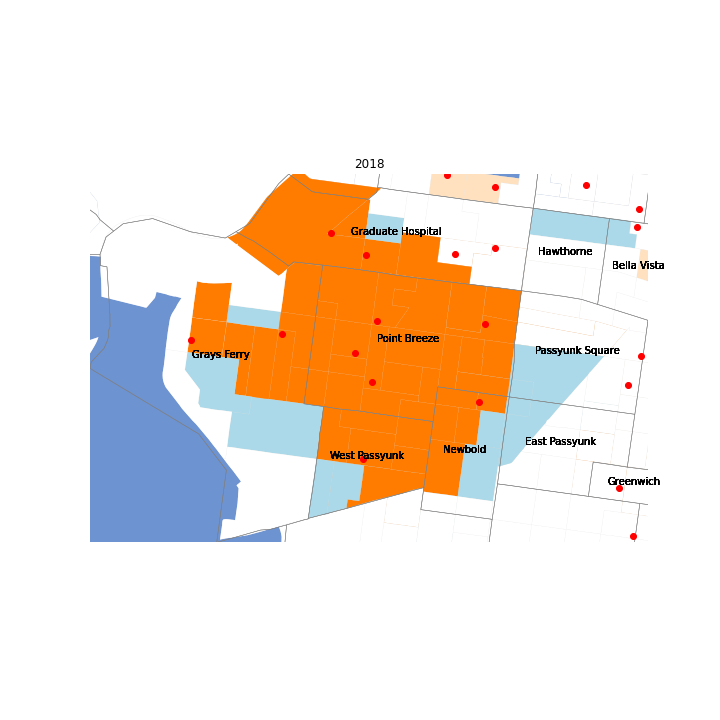 2018
Graduate Hospital
Hawthorne
Bella Vista
Point Breeze
Passyunk Square
Grays Ferry
East Passyunk
Newbold
West Passyunk
Greenwich